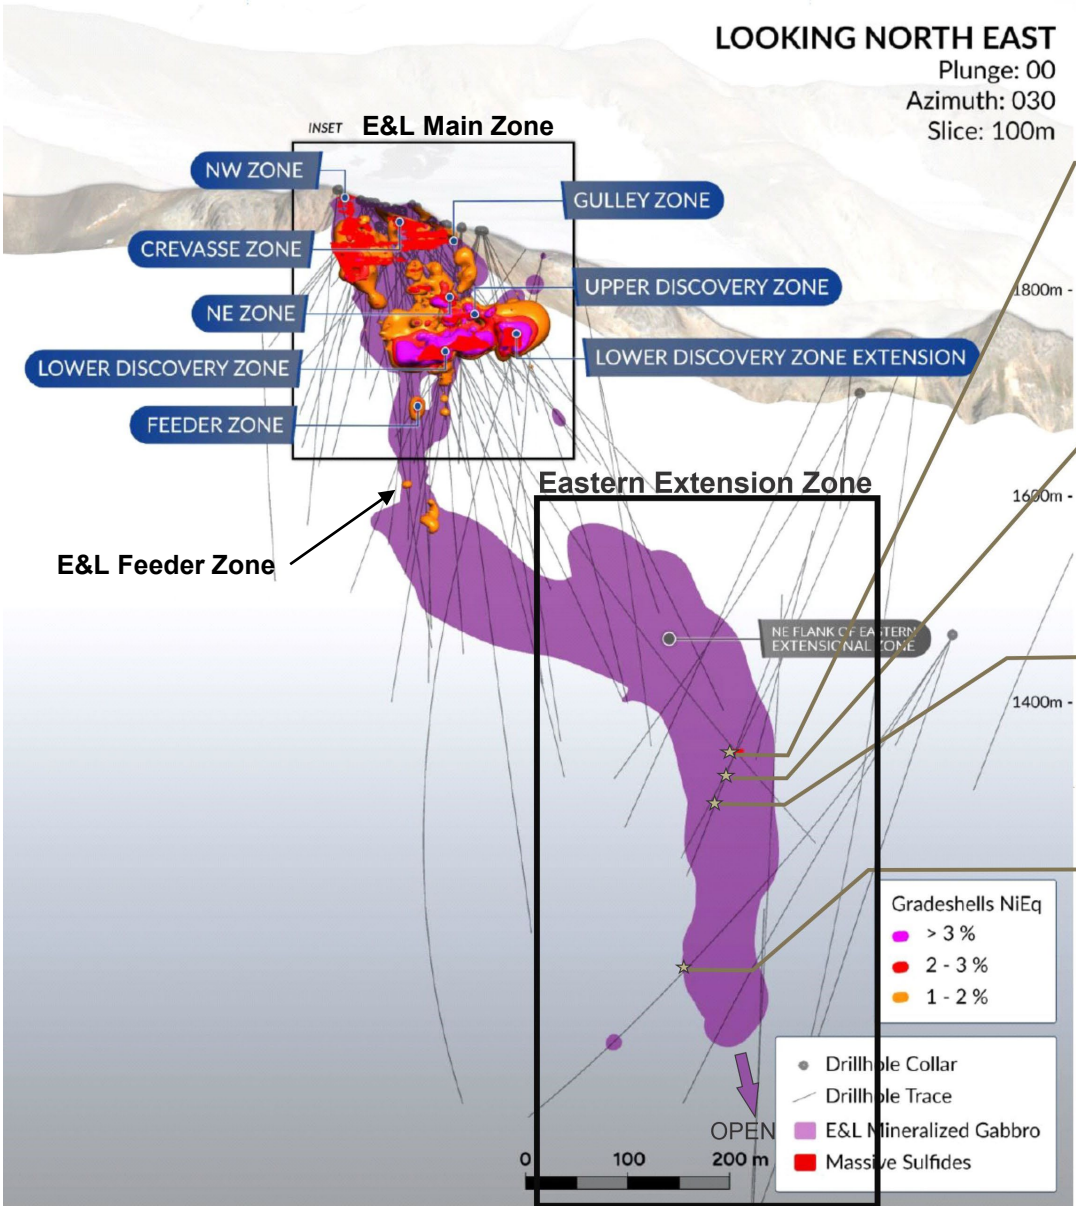 LOOKING NORTH EAST
Plunge: 00
Azimuth: 030
Slice: 100m
INSET E&L Main Zone
NW ZONE
GULLEY ZONE
CREVASSE ZONE
UPPER DISCOVERY ZONE
1800m -
NE ZONE
LOWER DISCOVERY ZONE
LOWER DISCOVERY ZONE EXTENSION
FEEDER ZONE
Eastern Extension Zone
1600m -
E&L Feeder Zone
NE FLANK OF EASTERN
EXTENSIONAL ZONE
1400m -
Gradeshells NiEq
> 3 %
2 - 3 %
1 - 2 %
Drillhole Collar
Drillhole Trace
E&L Mineralized Gabbro
Massive Sulfides
OPEN
0 100 200 m